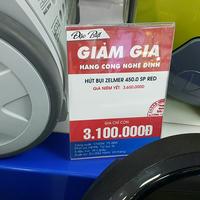 Đặc Biệt
GIẢM GIÁ
HÀNG CÔNG NGHỆ ĐỈNH
HÚT BỤI ZELMER 450.0 SP RED
GIÁ NIÊM YẾT: 3.650.000Đ
GIÁ CHỈ CÒN
3.100.000Đ